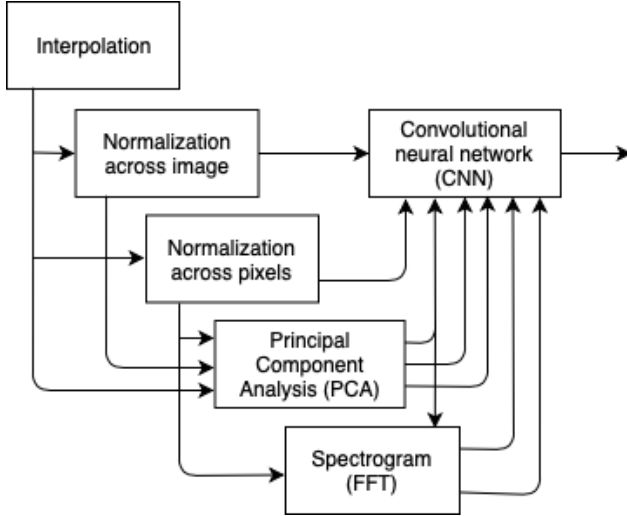 Interpolation
Normalization
across image
Convolutional
neural network
(CNN)
Normalization
across pixels
Principal
Component
Analysis (PCA)
Spectrogram
(FFT)